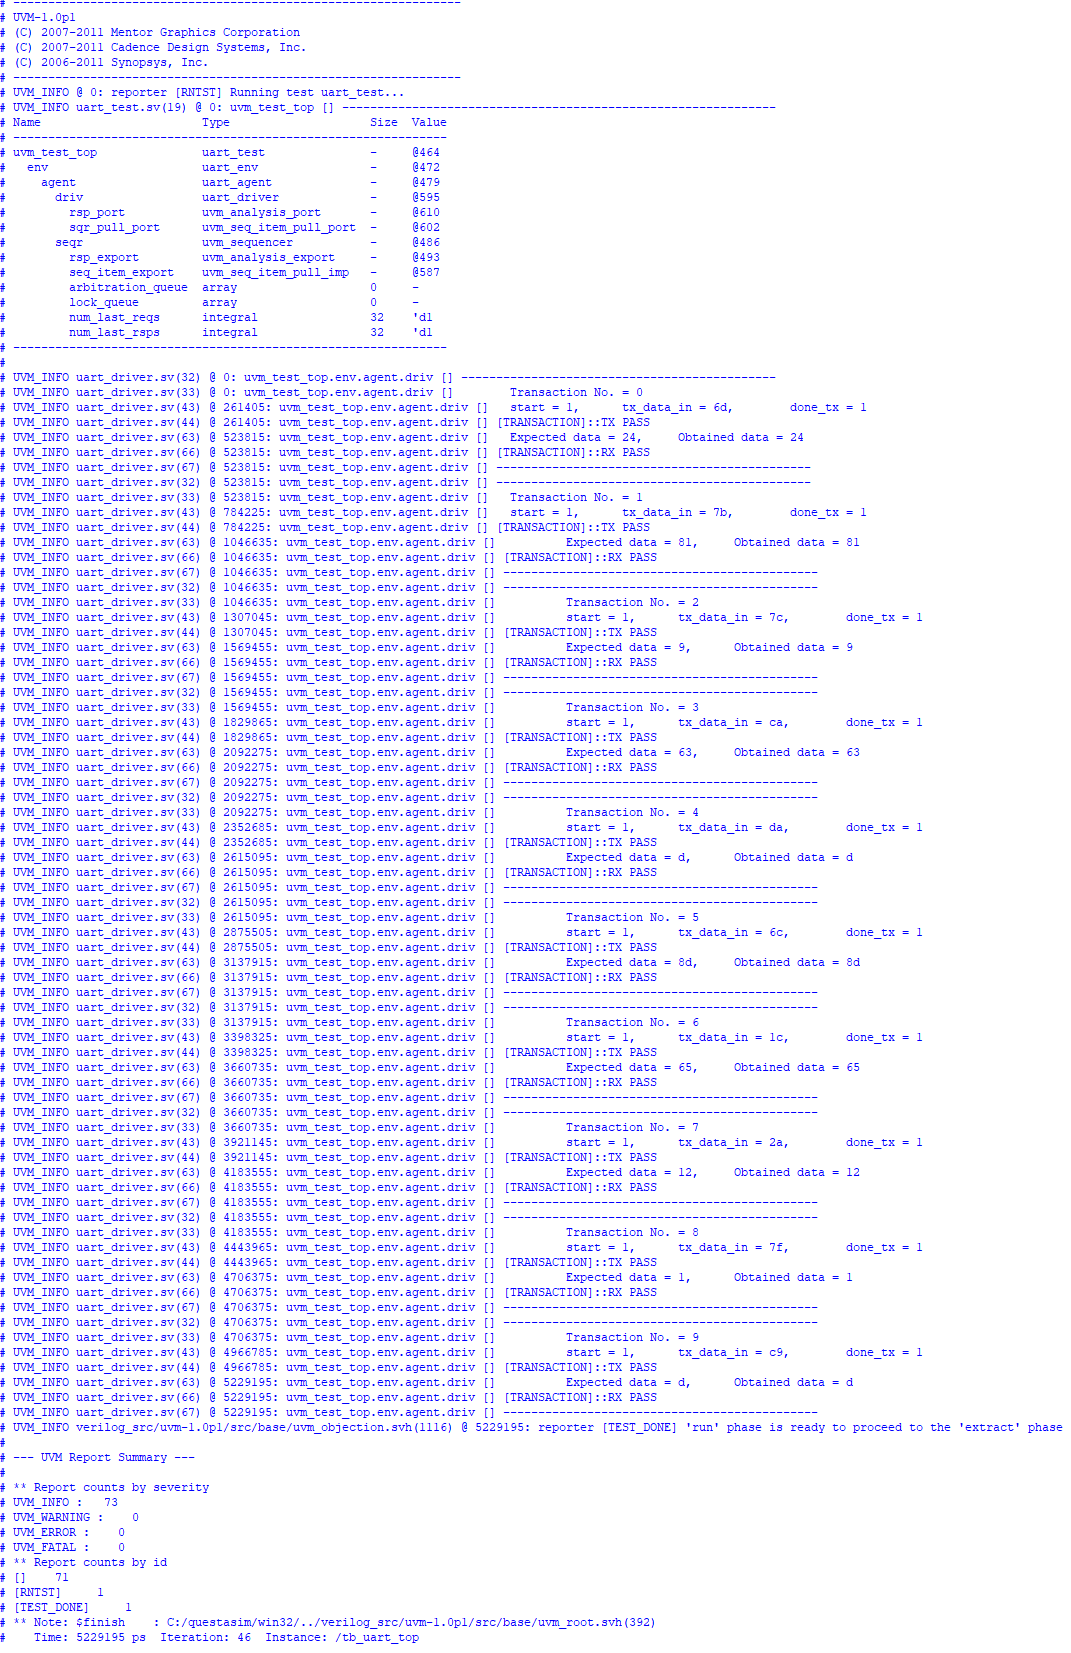 # ----------------------------------------------------------------
# UVM-1.0p1
# (C) 2007-2011 Mentor Graphics Corporation
# (C) 2007-2011 Cadence Design Systems, Inc.
# (C) 2006-2011 Synopsys, Inc.
# ----------------------------------------------------------------
# UVM_INFO @ 0: reporter [RNTST] Running test uart_test...
# UVM_INFO uart_test.sv(19) @ 0: uvm_test_top [] --------------------------------------------------------------
# Name                       Type                    Size  Value
# --------------------------------------------------------------
# uvm_test_top               uart_test               -     @464
#   env                      uart_env                -     @472
#     agent                  uart_agent              -     @479
#       driv                 uart_driver             -     @595
#         rsp_port           uvm_analysis_port       -     @610
#         sqr_pull_port      uvm_seq_item_pull_port  -     @602
#       seqr                 uvm_sequencer           -     @486
#         rsp_export         uvm_analysis_export     -     @493
#         seq_item_export    uvm_seq_item_pull_imp   -     @587
#         arbitration_queue  array                   0     -
#         lock_queue         array                   0     -
#         num_last_reqs      integral                32    'd1
#         num_last_rsps      integral                32    'd1
# --------------------------------------------------------------
#
# UVM_INFO uart_driver.sv(32) @ 0: uvm_test_top.env.agent.driv [] ---------------------------------------------
# UVM_INFO uart_driver.sv(33) @ 0: uvm_test_top.env.agent.driv []        Transaction No. = 0
# UVM_INFO uart_driver.sv(43) @ 261405: uvm_test_top.env.agent.driv []   start = 1,      tx_data_in = 6d,        done_tx = 1
# UVM_INFO uart_driver.sv(44) @ 261405: uvm_test_top.env.agent.driv [] [TRANSACTION]::TX PASS
# UVM_INFO uart_driver.sv(63) @ 523815: uvm_test_top.env.agent.driv []   Expected data = 24,     Obtained data = 24
# UVM_INFO uart_driver.sv(66) @ 523815: uvm_test_top.env.agent.driv [] [TRANSACTION]::RX PASS
# UVM_INFO uart_driver.sv(67) @ 523815: uvm_test_top.env.agent.driv [] ---------------------------------------------
# UVM_INFO uart_driver.sv(32) @ 523815: uvm_test_top.env.agent.driv [] ---------------------------------------------
# UVM_INFO uart_driver.sv(33) @ 523815: uvm_test_top.env.agent.driv []   Transaction No. = 1
# UVM_INFO uart_driver.sv(43) @ 784225: uvm_test_top.env.agent.driv []   start = 1,      tx_data_in = 7b,        done_tx = 1
# UVM_INFO uart_driver.sv(44) @ 784225: uvm_test_top.env.agent.driv [] [TRANSACTION]::TX PASS
# UVM_INFO uart_driver.sv(63) @ 1046635: uvm_test_top.env.agent.driv []          Expected data = 81,     Obtained data = 81
# UVM_INFO uart_driver.sv(66) @ 1046635: uvm_test_top.env.agent.driv [] [TRANSACTION]::RX PASS
# UVM_INFO uart_driver.sv(67) @ 1046635: uvm_test_top.env.agent.driv [] ---------------------------------------------
# UVM_INFO uart_driver.sv(32) @ 1046635: uvm_test_top.env.agent.driv [] ---------------------------------------------
# UVM_INFO uart_driver.sv(33) @ 1046635: uvm_test_top.env.agent.driv []          Transaction No. = 2
# UVM_INFO uart_driver.sv(43) @ 1307045: uvm_test_top.env.agent.driv []          start = 1,      tx_data_in = 7c,        done_tx = 1
# UVM_INFO uart_driver.sv(44) @ 1307045: uvm_test_top.env.agent.driv [] [TRANSACTION]::TX PASS
# UVM_INFO uart_driver.sv(63) @ 1569455: uvm_test_top.env.agent.driv []          Expected data = 9,      Obtained data = 9
# UVM_INFO uart_driver.sv(66) @ 1569455: uvm_test_top.env.agent.driv [] [TRANSACTION]::RX PASS
# UVM_INFO uart_driver.sv(67) @ 1569455: uvm_test_top.env.agent.driv [] ---------------------------------------------
# UVM_INFO uart_driver.sv(32) @ 1569455: uvm_test_top.env.agent.driv [] ---------------------------------------------
# UVM_INFO uart_driver.sv(33) @ 1569455: uvm_test_top.env.agent.driv []          Transaction No. = 3
# UVM_INFO uart_driver.sv(43) @ 1829865: uvm_test_top.env.agent.driv []          start = 1,      tx_data_in = ca,        done_tx = 1
# UVM_INFO uart_driver.sv(44) @ 1829865: uvm_test_top.env.agent.driv [] [TRANSACTION]::TX PASS
# UVM_INFO uart_driver.sv(63) @ 2092275: uvm_test_top.env.agent.driv []          Expected data = 63,     Obtained data = 63
# UVM_INFO uart_driver.sv(66) @ 2092275: uvm_test_top.env.agent.driv [] [TRANSACTION]::RX PASS
# UVM_INFO uart_driver.sv(67) @ 2092275: uvm_test_top.env.agent.driv [] ---------------------------------------------
# UVM_INFO uart_driver.sv(32) @ 2092275: uvm_test_top.env.agent.driv [] ---------------------------------------------
# UVM_INFO uart_driver.sv(33) @ 2092275: uvm_test_top.env.agent.driv []          Transaction No. = 4
# UVM_INFO uart_driver.sv(43) @ 2352685: uvm_test_top.env.agent.driv []          start = 1,      tx_data_in = da,        done_tx = 1
# UVM_INFO uart_driver.sv(44) @ 2352685: uvm_test_top.env.agent.driv [] [TRANSACTION]::TX PASS
# UVM_INFO uart_driver.sv(63) @ 2615095: uvm_test_top.env.agent.driv []          Expected data = d,      Obtained data = d
# UVM_INFO uart_driver.sv(66) @ 2615095: uvm_test_top.env.agent.driv [] [TRANSACTION]::RX PASS
# UVM_INFO uart_driver.sv(67) @ 2615095: uvm_test_top.env.agent.driv [] ---------------------------------------------
# UVM_INFO uart_driver.sv(32) @ 2615095: uvm_test_top.env.agent.driv [] ---------------------------------------------
# UVM_INFO uart_driver.sv(33) @ 2615095: uvm_test_top.env.agent.driv []          Transaction No. = 5
# UVM_INFO uart_driver.sv(43) @ 2875505: uvm_test_top.env.agent.driv []          start = 1,      tx_data_in = 6c,        done_tx = 1
# UVM_INFO uart_driver.sv(44) @ 2875505: uvm_test_top.env.agent.driv [] [TRANSACTION]::TX PASS
# UVM_INFO uart_driver.sv(63) @ 3137915: uvm_test_top.env.agent.driv []          Expected data = 8d,     Obtained data = 8d
# UVM_INFO uart_driver.sv(66) @ 3137915: uvm_test_top.env.agent.driv [] [TRANSACTION]::RX PASS
# UVM_INFO uart_driver.sv(67) @ 3137915: uvm_test_top.env.agent.driv [] ---------------------------------------------
# UVM_INFO uart_driver.sv(32) @ 3137915: uvm_test_top.env.agent.driv [] ---------------------------------------------
# UVM_INFO uart_driver.sv(33) @ 3137915: uvm_test_top.env.agent.driv []          Transaction No. = 6
# UVM_INFO uart_driver.sv(43) @ 3398325: uvm_test_top.env.agent.driv []          start = 1,      tx_data_in = 1c,        done_tx = 1
# UVM_INFO uart_driver.sv(44) @ 3398325: uvm_test_top.env.agent.driv [] [TRANSACTION]::TX PASS
# UVM_INFO uart_driver.sv(63) @ 3660735: uvm_test_top.env.agent.driv []          Expected data = 65,     Obtained data = 65
# UVM_INFO uart_driver.sv(66) @ 3660735: uvm_test_top.env.agent.driv [] [TRANSACTION]::RX PASS
# UVM_INFO uart_driver.sv(67) @ 3660735: uvm_test_top.env.agent.driv [] ---------------------------------------------
# UVM_INFO uart_driver.sv(32) @ 3660735: uvm_test_top.env.agent.driv [] ---------------------------------------------
# UVM_INFO uart_driver.sv(33) @ 3660735: uvm_test_top.env.agent.driv []          Transaction No. = 7
# UVM_INFO uart_driver.sv(43) @ 3921145: uvm_test_top.env.agent.driv []          start = 1,      tx_data_in = 2a,        done_tx = 1
# UVM_INFO uart_driver.sv(44) @ 3921145: uvm_test_top.env.agent.driv [] [TRANSACTION]::TX PASS
# UVM_INFO uart_driver.sv(63) @ 4183555: uvm_test_top.env.agent.driv []          Expected data = 12,     Obtained data = 12
# UVM_INFO uart_driver.sv(66) @ 4183555: uvm_test_top.env.agent.driv [] [TRANSACTION]::RX PASS
# UVM_INFO uart_driver.sv(67) @ 4183555: uvm_test_top.env.agent.driv [] ---------------------------------------------
# UVM_INFO uart_driver.sv(32) @ 4183555: uvm_test_top.env.agent.driv [] ---------------------------------------------
# UVM_INFO uart_driver.sv(33) @ 4183555: uvm_test_top.env.agent.driv []          Transaction No. = 8
# UVM_INFO uart_driver.sv(43) @ 4443965: uvm_test_top.env.agent.driv []          start = 1,      tx_data_in = 7f,        done_tx = 1
# UVM_INFO uart_driver.sv(44) @ 4443965: uvm_test_top.env.agent.driv [] [TRANSACTION]::TX PASS
# UVM_INFO uart_driver.sv(63) @ 4706375: uvm_test_top.env.agent.driv []          Expected data = 1,      Obtained data = 1
# UVM_INFO uart_driver.sv(66) @ 4706375: uvm_test_top.env.agent.driv [] [TRANSACTION]::RX PASS
# UVM_INFO uart_driver.sv(67) @ 4706375: uvm_test_top.env.agent.driv [] ---------------------------------------------
# UVM_INFO uart_driver.sv(32) @ 4706375: uvm_test_top.env.agent.driv [] ---------------------------------------------
# UVM_INFO uart_driver.sv(33) @ 4706375: uvm_test_top.env.agent.driv []          Transaction No. = 9
# UVM_INFO uart_driver.sv(43) @ 4966785: uvm_test_top.env.agent.driv []          start = 1,      tx_data_in = c9,        done_tx = 1
# UVM_INFO uart_driver.sv(44) @ 4966785: uvm_test_top.env.agent.driv [] [TRANSACTION]::TX PASS
# UVM_INFO uart_driver.sv(63) @ 5229195: uvm_test_top.env.agent.driv []          Expected data = d,      Obtained data = d
# UVM_INFO uart_driver.sv(66) @ 5229195: uvm_test_top.env.agent.driv [] [TRANSACTION]::RX PASS
# UVM_INFO uart_driver.sv(67) @ 5229195: uvm_test_top.env.agent.driv [] ---------------------------------------------
# UVM_INFO verilog_src/uvm-1.0p1/src/base/uvm_objection.svh(1116) @ 5229195: reporter [TEST_DONE] 'run' phase is ready to proceed to the 'extract' phase
#
# --- UVM Report Summary ---
#
# ** Report counts by severity
# UVM_INFO :   73
# UVM_WARNING :    0
# UVM_ERROR :    0
# UVM_FATAL :    0
# ** Report counts by id
# []    71
# [RNTST]     1
# [TEST_DONE]     1
# ** Note: $finish    : C:/questasim/win32/../verilog_src/uvm-1.0p1/src/base/uvm_root.svh(392)
#    Time: 5229195 ps  Iteration: 46  Instance: /tb_uart_top